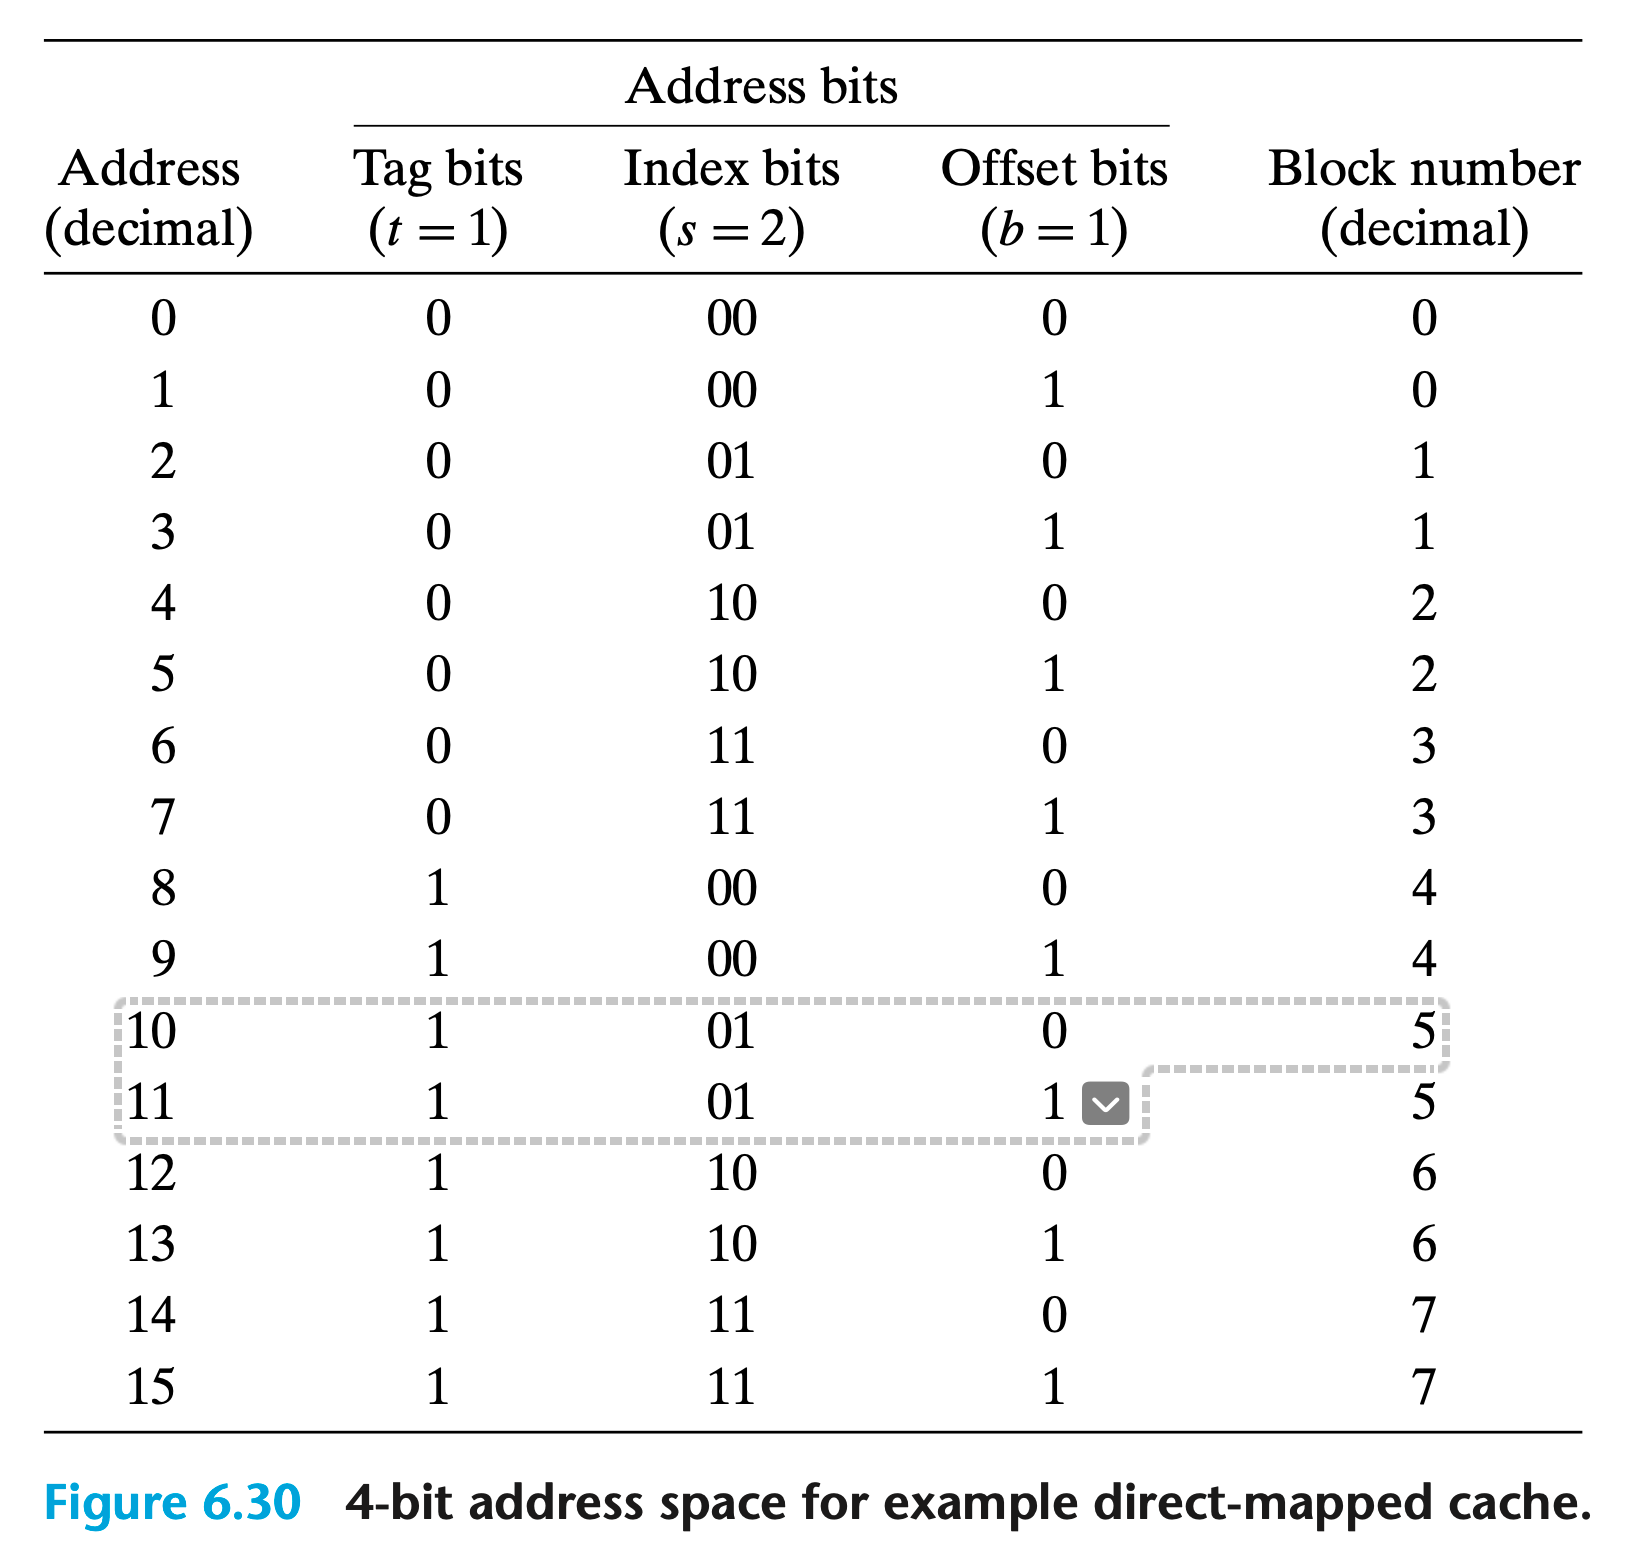 Address bits
Address Tag bits Index bits Offset bits Block number
(decimal) (t = 1) (s = 2) (b = 1) (decimal)
0 0 00 0 0
1 0 00 1 0
2 0 01 0 1
3 0 01 1 1
4 0 10 0 2
5 0 10 1 2
6 0 11 0 3
7 0 11 1 3
8 1 00 0 4
9 1 00 1 4
10 1 01 0 5
11 1 01 1 5
12 1 10 0 6
13 1 10 1 6
14 1 11 0 7
15 1 11 1 7
Figure 6.30 4-bit address space for example direct-mapped cache.